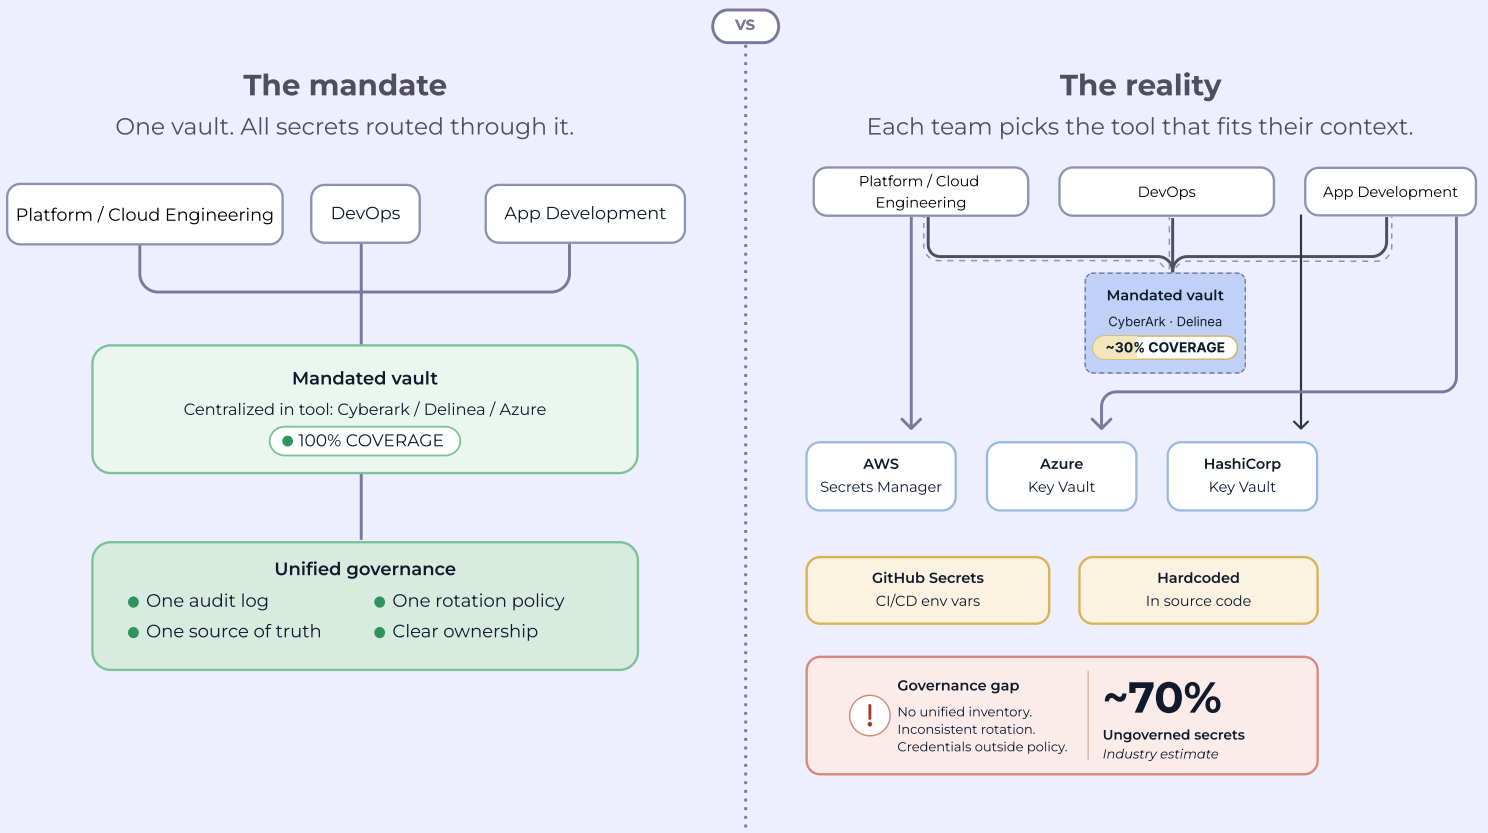 VS
The mandate
One vault. All secrets routed through it.
Platform / Cloud Engineering
DevOps
App Development
Mandated vault
Centralized in tool: Cyberark / Delinea / Azure
100% COVERAGE
Unified governance
One audit log
One rotation policy
One source of truth
Clear ownership
The reality
Each team picks the tool that fits their context.
Platform / Cloud
Engineering
DevOps
App Development
Mandated vault
CyberArk · Delinea
~30% COVERAGE
AWS
Secrets Manager
Azure
Key Vault
HashiCorp
Key Vault
GitHub Secrets
CI/CD env vars
Hardcoded
In source code
!
Governance gap
No unified inventory.
Inconsistent rotation.
Credentials outside policy.
~70%
Ungoverned secrets
Industry estimate